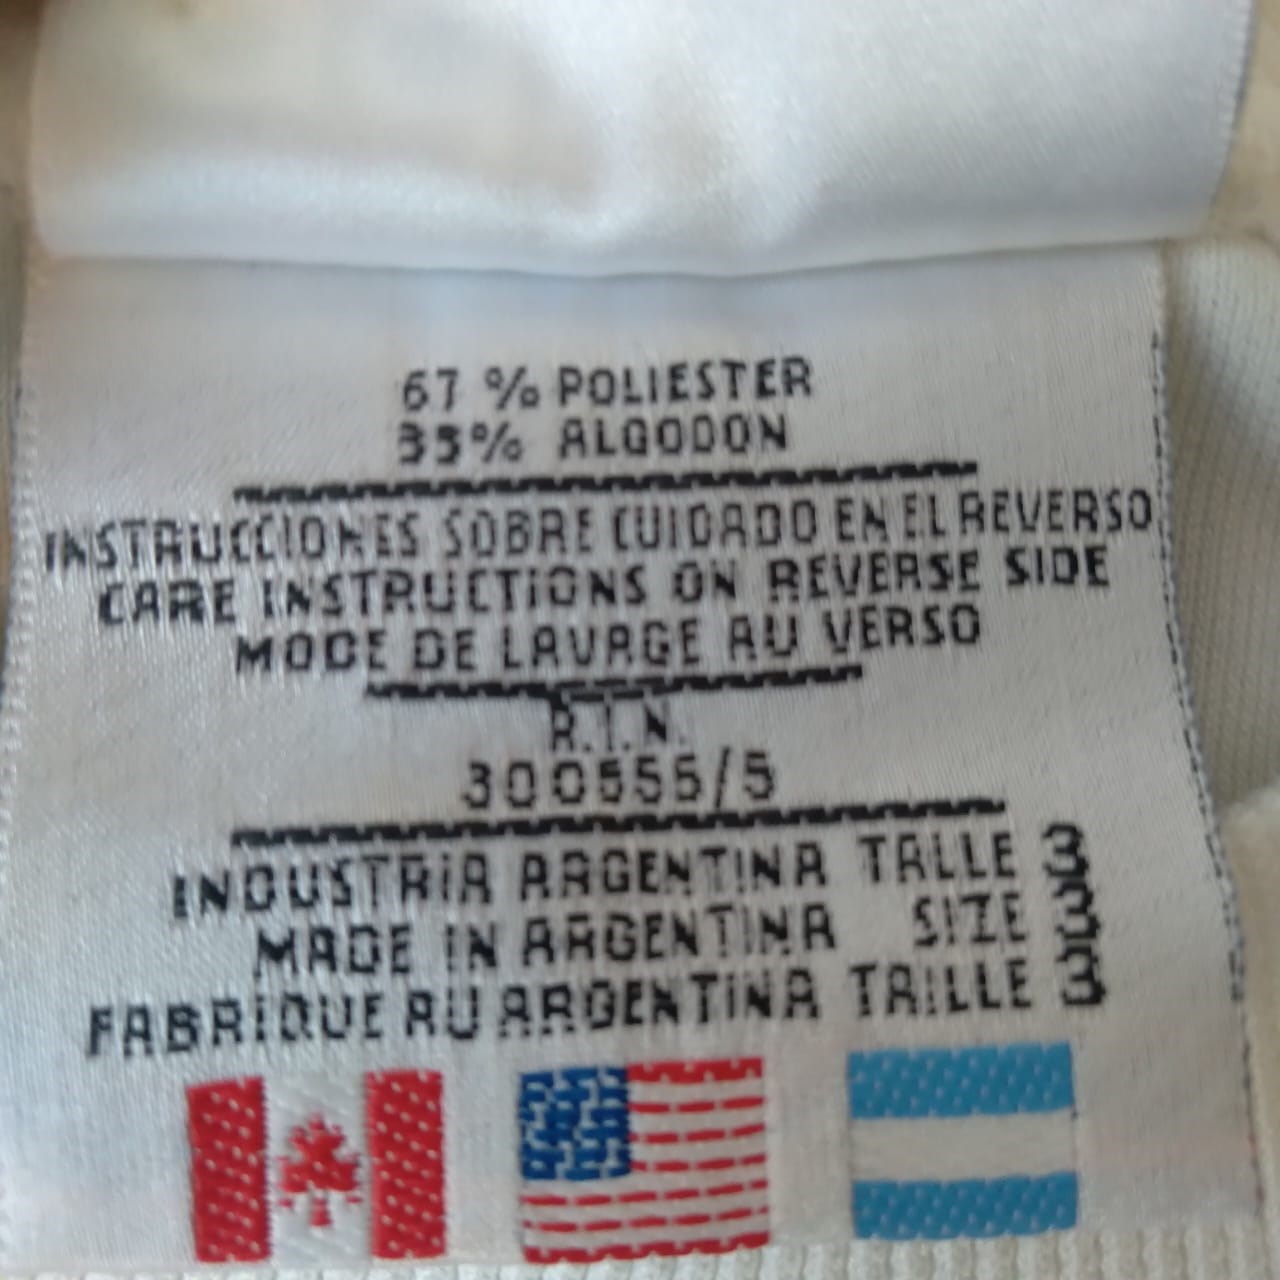 67 % POLIESTER
33% ALGODON
INSTRUCCIONES SOBRE CUIDADO EN EL REVERSO
CARE INSTRUCTIONS ON REVERSE SIDE
MODE DE LAVAGE AU VERSO
R.I.N.
300555/5
INDUSTRIA ARGENTINA TALLE 3
MADE IN ARGENTINA SIZE 3
FABRIQUE AU ARGENTINA TAILLE 3